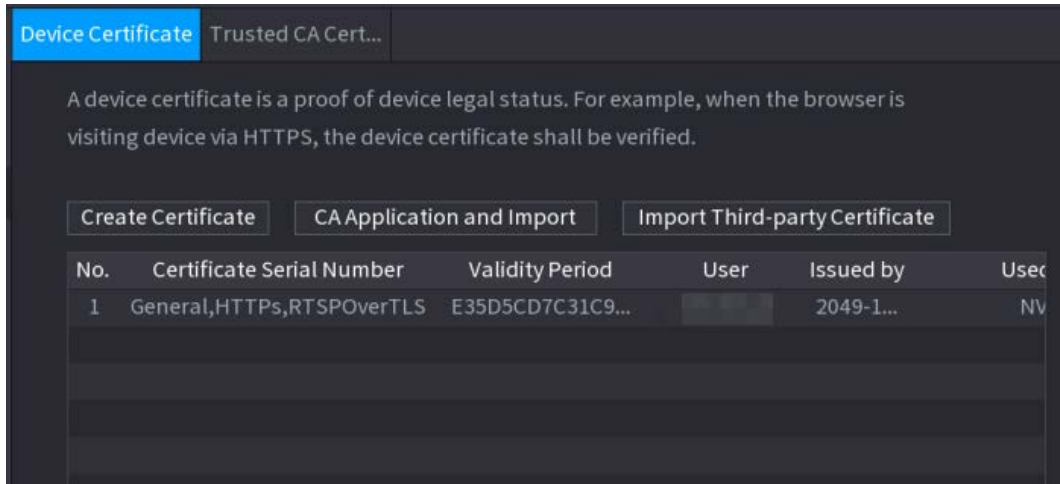 Device Certificate Trusted CA Cert...
A device certificate is a proof of device legal status. For example, when the browser is
visiting device via HTTPS, the device certificate shall be verified.
Create Certificate CA Application and Import Import Third-party Certificate
No. Certificate Serial Number Validity Period User Issued by Used
1 General,HTTPs,RTSPOverTLS E35D5CD7C31C9... 2049-1... NV